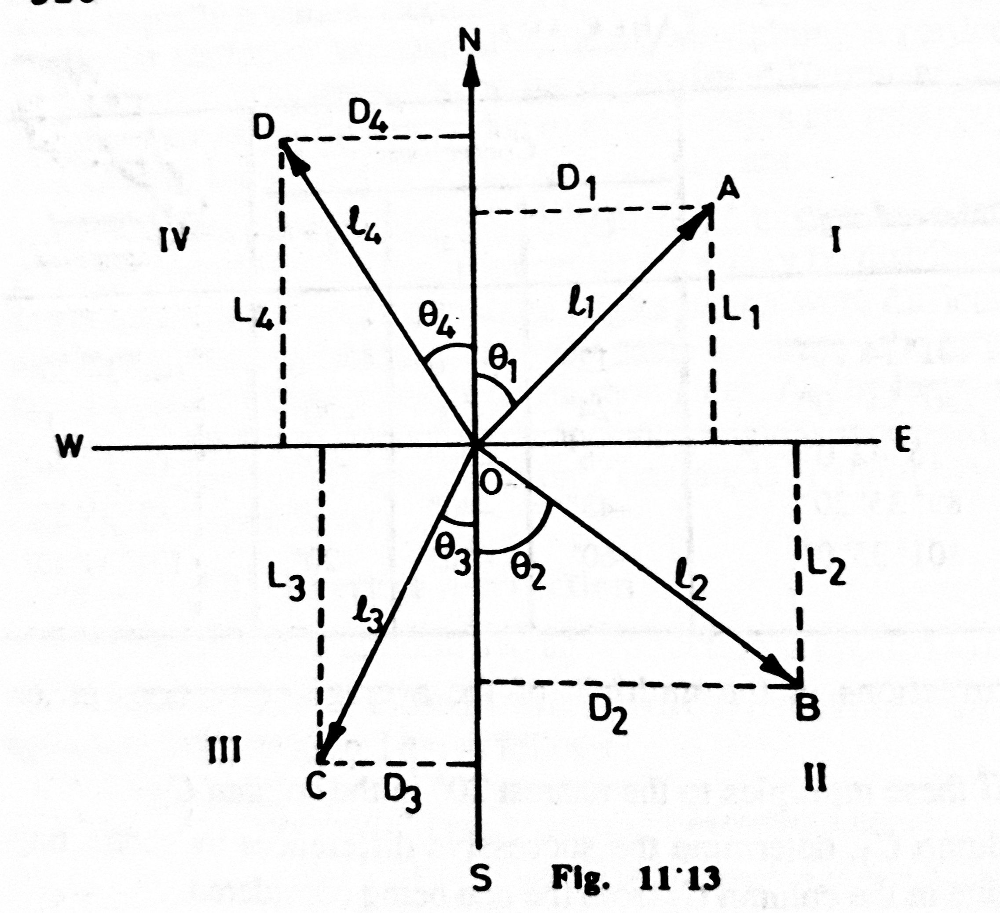 N
D
D4
D1
A
IV
l4
I
L4
θ4
l1
L1
θ1
W
E
O
θ3
θ2
L3
l3
l2
L2
D2
B
III
C
D3
II
S
Fig. 11·13